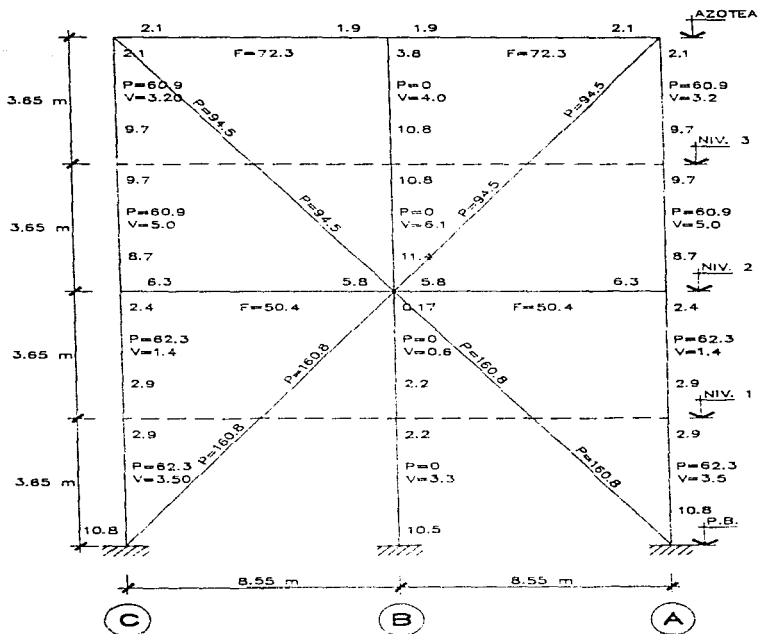 AZOTEA
2.1 1.9 1.9 2.1
2.1 F=72.3 3.8 F=72.3 2.1
P=60.9 P=0 P=60.9
V=3.20 V=4.0 V=3.2
3.65 m
P=94.5 P=94.5
9.7 10.8 9.7
NIV. 3
9.7 10.8 9.7
P=60.9 P=0 P=60.9
V=5.0 V=6.1 V=5.0
3.65 m
P=94.5 P=94.5
8.7 11.4 8.7
NIV. 2
6.3 5.8 5.8 6.3
2.4 F=50.4 0.17 F=50.4 2.4
P=62.3 P=0 P=62.3
V=1.4 V=0.6 V=1.4
3.65 m
P=160.8 P=160.8
2.9 2.2 2.9
NIV. 1
2.9 2.2 2.9
P=62.3 P=0 P=62.3
V=3.50 V=3.3 V=3.5
3.65 m
P=160.8 P=160.8
10.8 10.5 10.8
P.B.
8.55 m 8.55 m
C B A